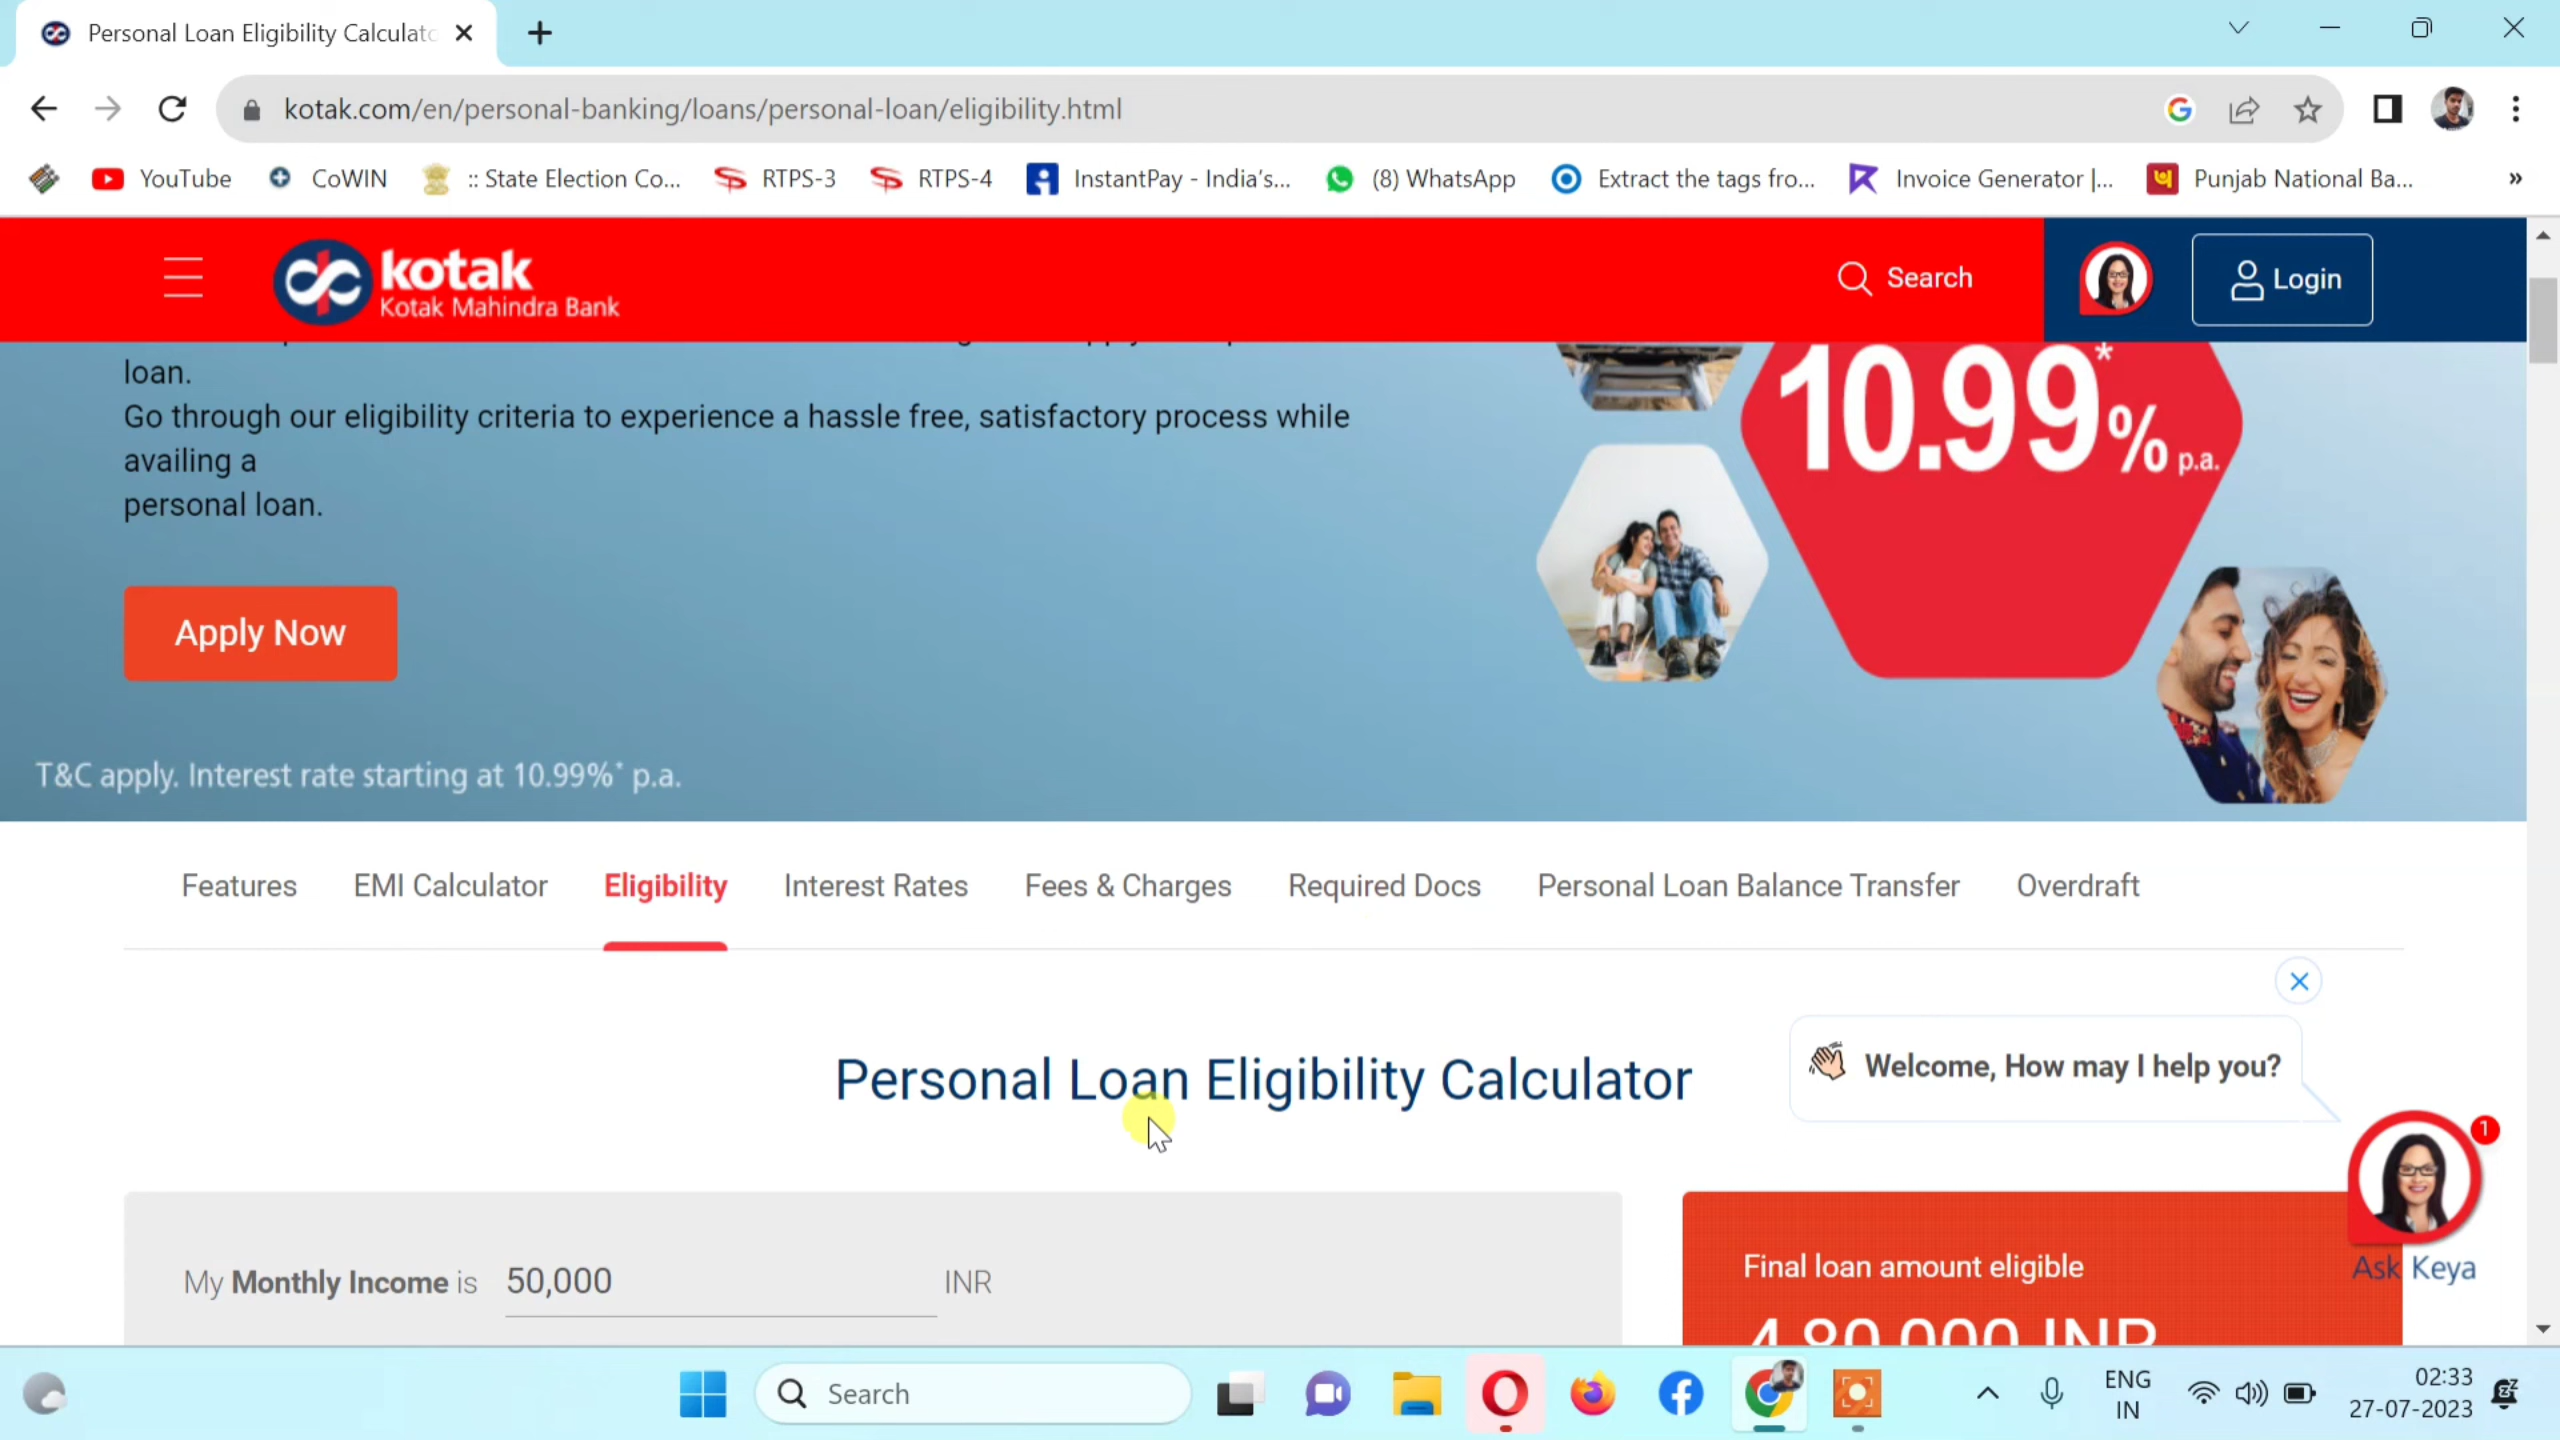 Personal Loan Eligibility Calculato
kotak.com/en/personal-banking/loans/personal-loan/eligibility.html
YouTube
CoWIN
:: State Election Co...
RTPS-3
RTPS-4
InstantPay - India's...
(8) WhatsApp
Extract the tags fro...
Invoice Generator |...
Punjab National Ba...
»
kotak
Kotak Mahindra Bank
Search
Login
loan.
Go through our eligibility criteria to experience a hassle free, satisfactory process while
availing a
personal loan.
10.99%* p.a.
Apply Now
T&C apply. Interest rate starting at 10.99%* p.a.
Features
EMI Calculator
Eligibility
Interest Rates
Fees & Charges
Required Docs
Personal Loan Balance Transfer
Overdraft
Personal Loan Eligibility Calculator
Welcome, How may I help you?
1
Ask Keya
My Monthly Income is 50,000 INR
Final loan amount eligible
4,80,000 INR
Search
ENG
IN
02:33
27-07-2023